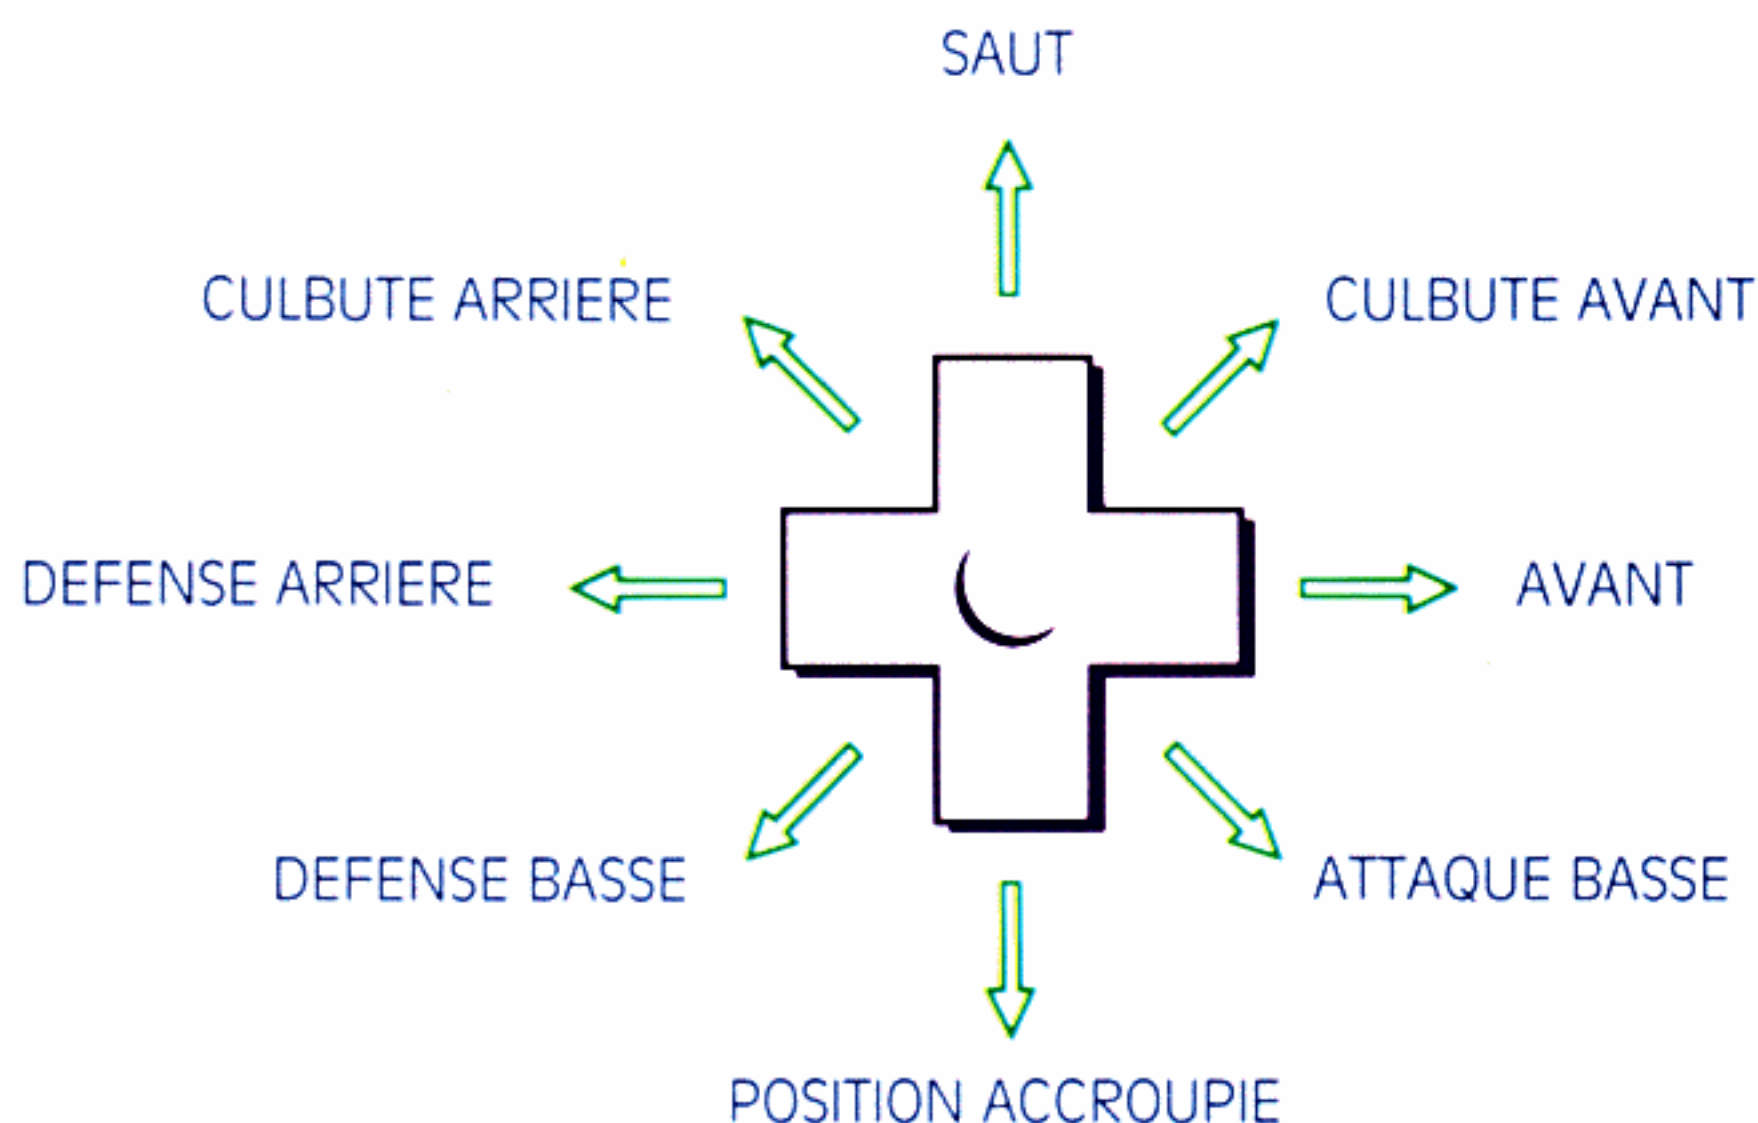 SAUT
CULBUTE ARRIERE
CULBUTE AVANT
DEFENSE ARRIERE
AVANT
DEFENSE BASSE
ATTAQUE BASSE
POSITION ACCROUPIE